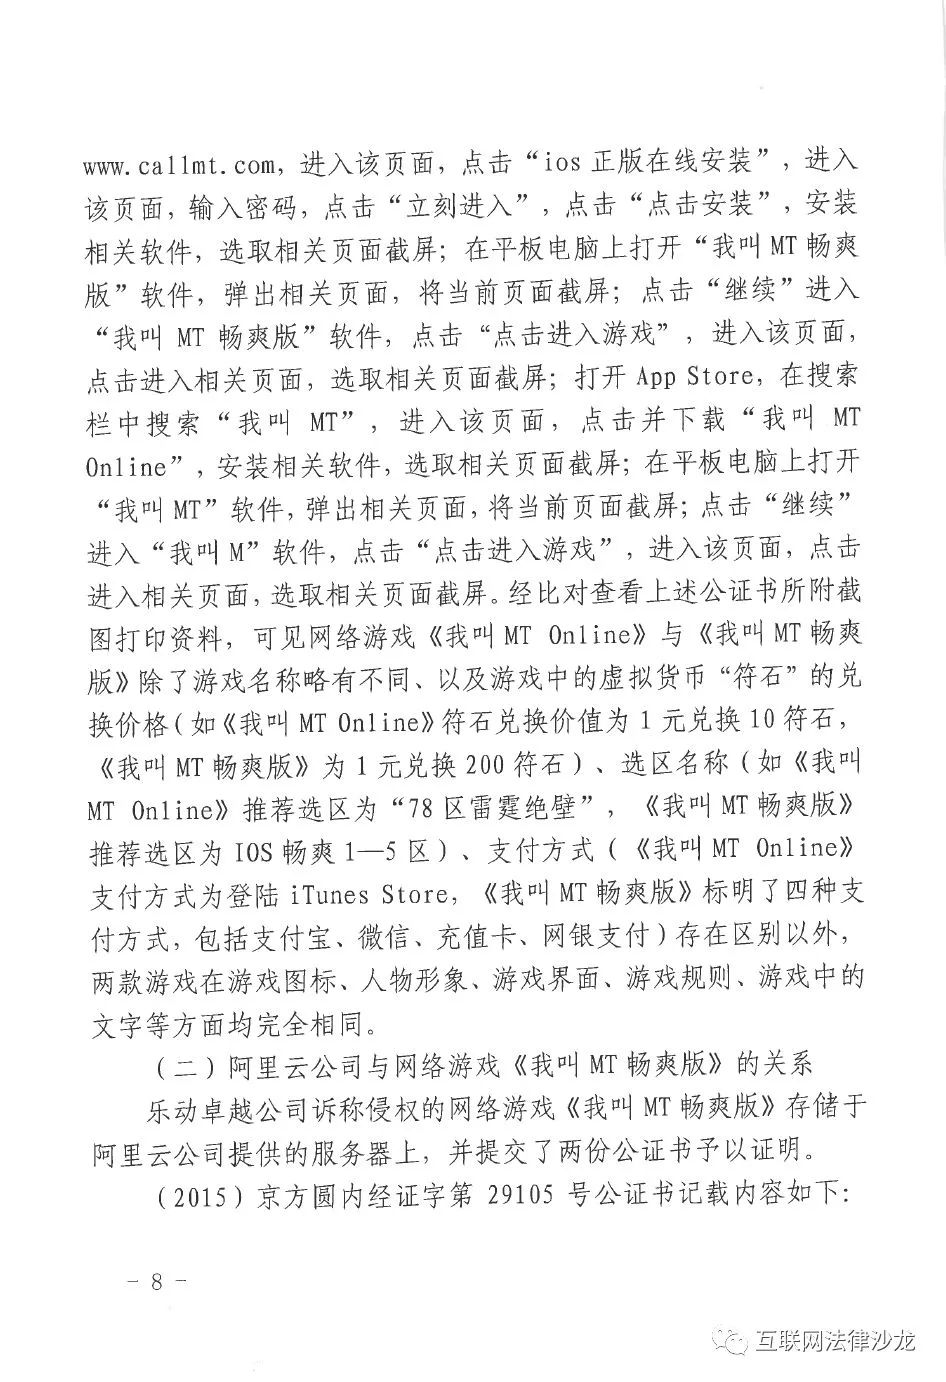 www.callmt.com，进入该页面，点击“ios 正版在线安装”，进入
该页面，输入密码，点击“立刻进入”，点击“点击安装”，安装
相关软件，选取相关页面截屏；在平板电脑上打开“我叫 MT 畅爽
版”软件，弹出相关页面，将当前页面截屏；点击“继续”进入
“我叫 MT 畅爽版”软件，点击“点击进入游戏”，进入该页面，
点击进入相关页面，选取相关页面截屏；打开 App Store，在搜索
栏中搜索“我叫 MT”，进入该页面，点击并下载“我叫 MT
Online”，安装相关软件，选取相关页面截屏；在平板电脑上打开
“我叫 MT”软件，弹出相关页面，将当前页面截屏；点击“继续”
进入“我叫 M”软件，点击“点击进入游戏”，进入该页面，点击
进入相关页面，选取相关页面截屏。经比对查看上述公证书所附截
图打印资料，可见网络游戏《我叫 MT Online》与《我叫 MT 畅爽
版》除了游戏名称略有不同、以及游戏中的虚拟货币“符石”的兑
换价格（如《我叫 MT Online》符石兑换价值为 1 元兑换 10 符石，
《我叫 MT 畅爽版》为 1 元兑换 200 符石）、选区名称（如《我叫
MT Online》推荐选区为“78 区雷霆绝壁”，《我叫 MT 畅爽版》
推荐选区为 IOS 畅爽 1—5 区）、支付方式（《我叫 MT Online》
支付方式为登陆 iTunes Store，《我叫 MT 畅爽版》标明了四种支
付方式，包括支付宝、微信、充值卡、网银支付）存在区别以外，
两款游戏在游戏图标、人物形象、游戏界面、游戏规则、游戏中的
文字等方面均完全相同。
（二）阿里云公司与网络游戏《我叫 MT 畅爽版》的关系
乐动卓越公司诉称侵权的网络游戏《我叫 MT 畅爽版》存储于
阿里云公司提供的服务器上，并提交了两份公证书予以证明。
（2015）京方圆内经证字第 29105 号公证书记载内容如下：
- 8 -
互联网法律沙龙